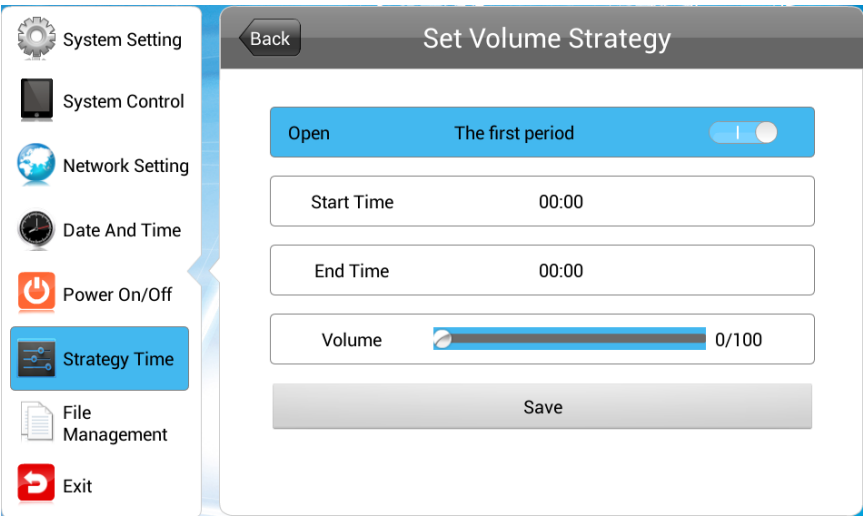 System Setting
System Control
Network Setting
Date And Time
Power On/Off
Strategy Time
File
Management
Exit
Back
Set Volume Strategy
Open The first period
Start Time 00:00
End Time 00:00
Volume 0/100
Save